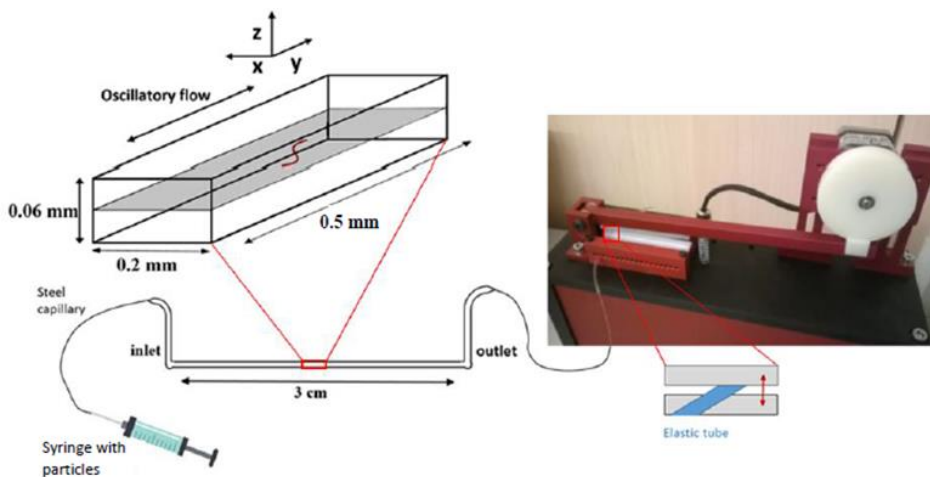 z
x
y
Oscillatory flow
0.06 mm
0.5 mm
0.2 mm
Steel
capillary
inlet
outlet
3 cm
Syringe with
particles
Elastic tube